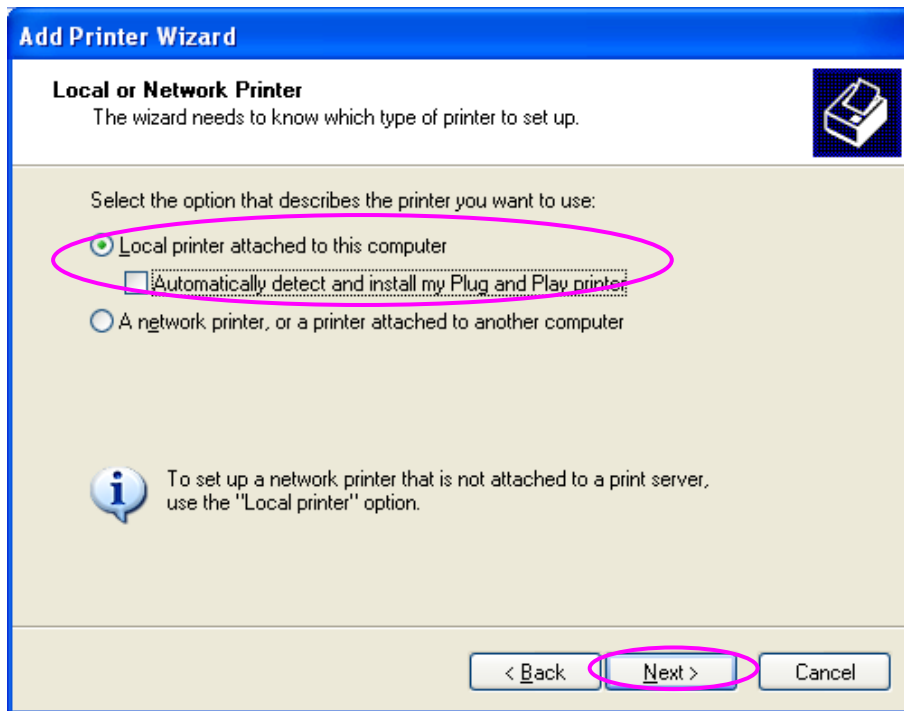 Add Printer Wizard
Local or Network Printer
The wizard needs to know which type of printer to set up.
Select the option that describes the printer you want to use:
Local printer attached to this computer
Automatically detect and install my Plug and Play printer
A network printer, or a printer attached to another computer
To set up a network printer that is not attached to a print server,
use the "Local printer" option.
< Back Next > Cancel